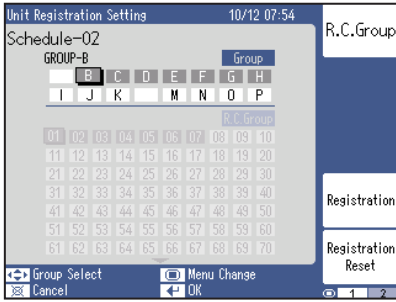 Unit Registration Setting 10/12 07:54
R.C.Group
Schedule-02
GROUP-B
Group
B C D E F G H
I J K M N O P
R.C.Group
01 02 03 04 05 06 07 08 09 10
11 12 13 14 15 16 17 18 19 20
21 22 23 24 25 26 27 28 29 30
31 32 33 34 35 36 37 38 39 40
41 42 43 44 45 46 47 48 49 50
51 52 53 54 55 56 57 58 59 60
61 62 63 64 65 66 67 68 69 70
Registration
Registration
Reset
Group Select Menu Change
Cancel OK
1 2